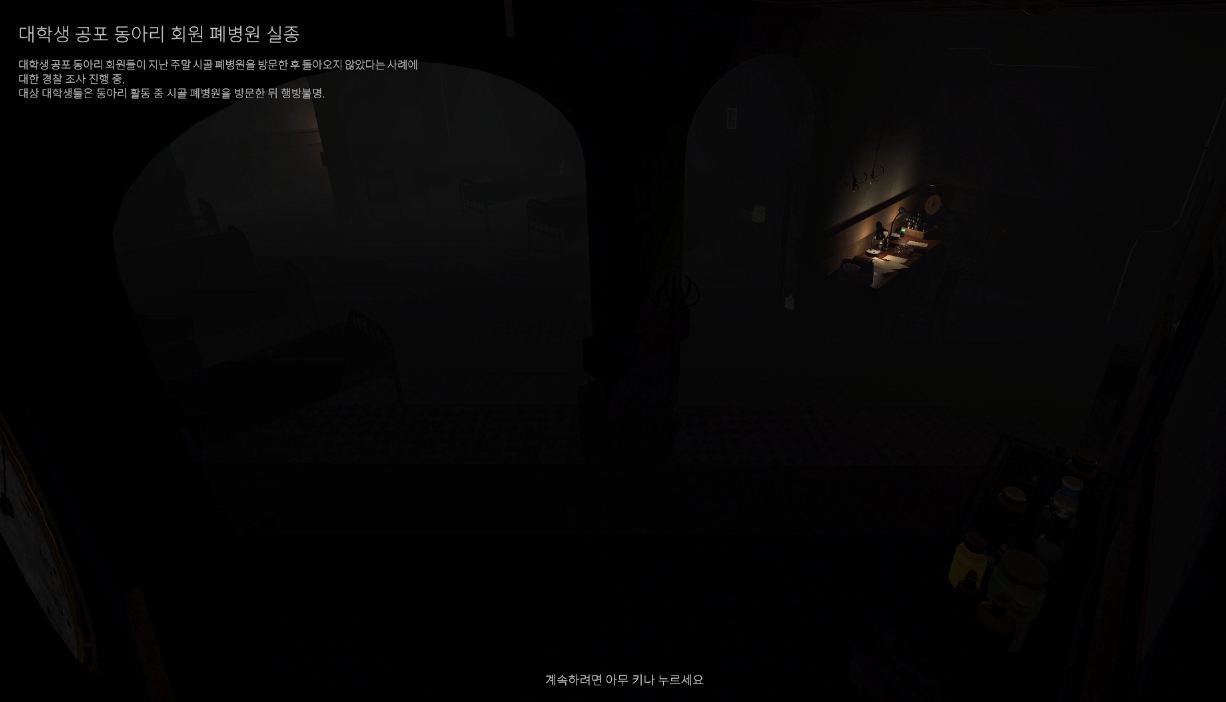 대학생 공포 동아리 회원 폐병원 실종
대학생 공포 동아리 회원들이 지난 주말 시골 폐병원을 방문한 후 돌아오지 않았다는 사례에
대한 경찰 조사 진행 중.
대상 대학생들은 동아리 활동 중 시골 폐병원을 방문한 뒤 행방불명.
계속하려면 아무 키나 누르세요